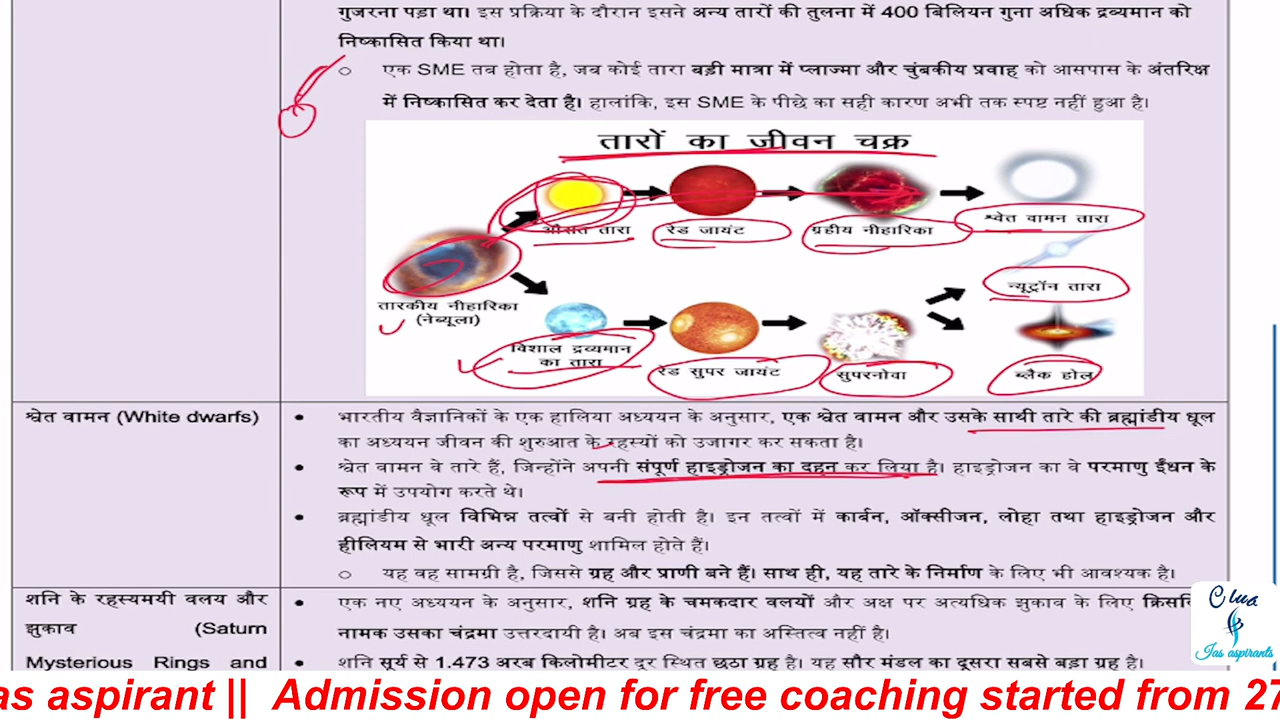 गुजरना पड़ा था। इस प्रक्रिया के दौरान इसने अन्य तारों की तुलना में 400 बिलियन गुना अधिक द्रव्यमान को
निष्कासित किया था।
○ एक SME तब होता है, जब कोई तारा बड़ी मात्रा में प्लाज्मा और चुंबकीय प्रवाह को आसपास के अंतरिक्ष
में निष्कासित कर देता है। हालांकि, इस SME के पीछे का सही कारण अभी तक स्पष्ट नहीं हुआ है।
तारों का जीवन चक्र
औसत तारा
रेड जायंट
ग्रहीय नीहारिका
श्वेत वामन तारा
तारकीय नीहारिका
(नेब्यूला)
विशाल द्रव्यमान
का तारा
रेड सुपर जायंट
सुपरनोवा
न्यूट्रॉन तारा
ब्लैक होल
श्वेत वामन (White dwarfs)
• भारतीय वैज्ञानिकों के एक हालिया अध्ययन के अनुसार, एक श्वेत वामन और उसके साथी तारे की ब्रह्मांडीय धूल
का अध्ययन जीवन की शुरुआत के रहस्यों को उजागर कर सकता है।
• श्वेत वामन वे तारे हैं, जिन्होंने अपनी संपूर्ण हाइड्रोजन का दहन कर लिया है। हाइड्रोजन का वे परमाणु ईंधन के
रूप में उपयोग करते थे।
• ब्रह्मांडीय धूल विभिन्न तत्वों से बनी होती है। इन तत्वों में कार्बन, ऑक्सीजन, लोहा तथा हाइड्रोजन और
हीलियम से भारी अन्य परमाणु शामिल होते हैं।
○ यह वह सामग्री है, जिससे ग्रह और प्राणी बने हैं। साथ ही, यह तारे के निर्माण के लिए भी आवश्यक है।
शनि के रहस्यमयी वलय और
झुकाव (Saturn
Mysterious Rings and
• एक नए अध्ययन के अनुसार, शनि ग्रह के चमकदार वलयों और अक्ष पर अत्यधिक झुकाव के लिए
नामक उसका चंद्रमा उत्तरदायी है। अब इस चंद्रमा का अस्तित्व नहीं है।
• शनि सूर्य से 1.473 अरब किलोमीटर दूर स्थित छठा ग्रह है। यह सौर मंडल का दूसरा सबसे बड़ा ग्रह है।
Clue
Ias aspirants
as aspirant || Admission open for free coaching started from 27